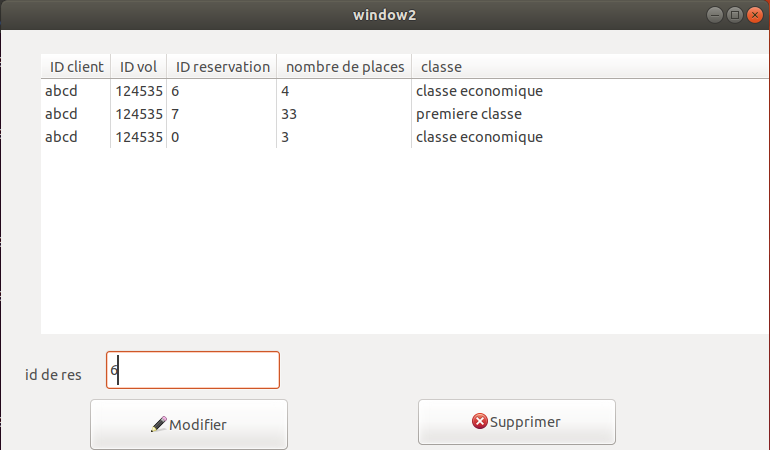 window2
ID client ID vol ID reservation nombre de places classe
abcd 124535 6 4 classe economique
abcd 124535 7 33 premiere classe
abcd 124535 0 3 classe economique
id de res 6
Modifier Supprimer